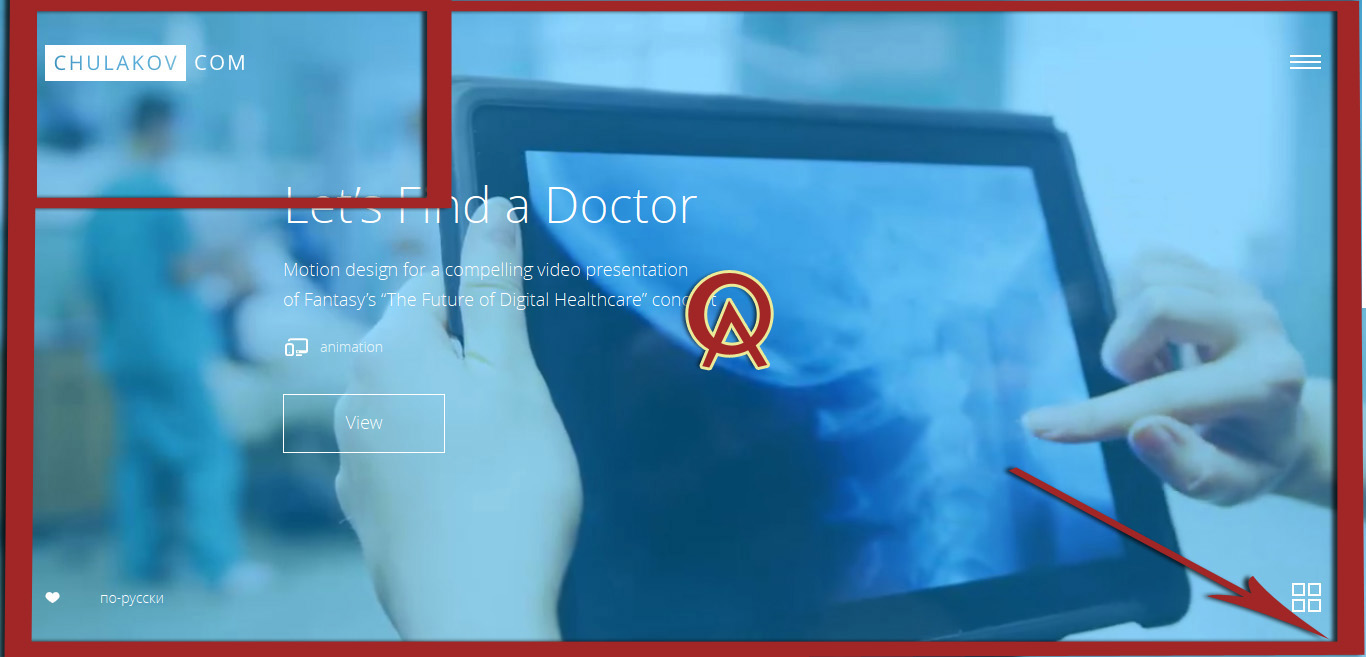 CHULAKOV COM
Let's Find a Doctor
Motion design for a compelling video presentation
of Fantasy's “The Future of Digital Healthcare” concept
animation
View
по-русски